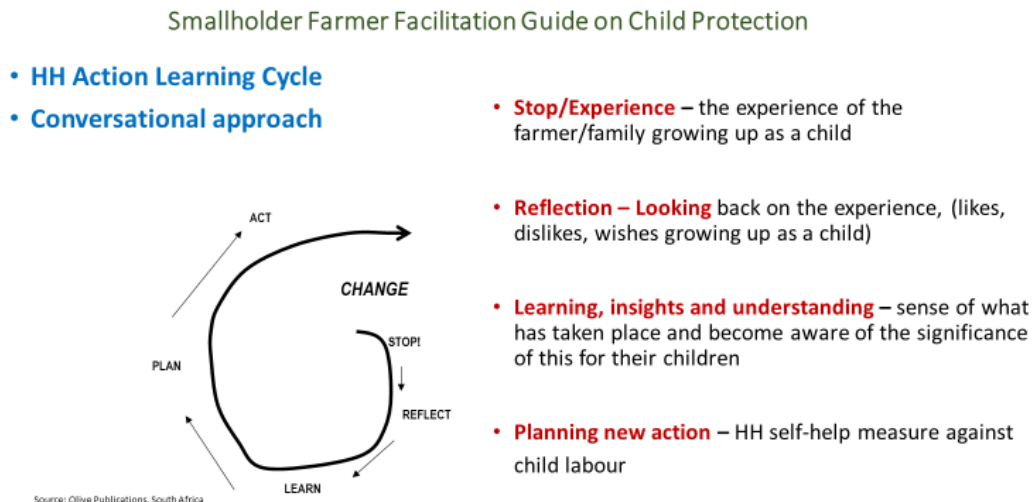 Smallholder Farmer Facilitation Guide on Child Protection
• HH Action Learning Cycle
• Conversational approach
• Stop/Experience – the experience of the
farmer/family growing up as a child
• Reflection – Looking back on the experience, (likes,
dislikes, wishes growing up as a child)
• Learning, insights and understanding – sense of what
has taken place and become aware of the significance
of this for their children
• Planning new action – HH self-help measure against
child labour
ACT
CHANGE
STOP!
PLAN
REFLECT
LEARN
Source: Olive Publications, South Africa